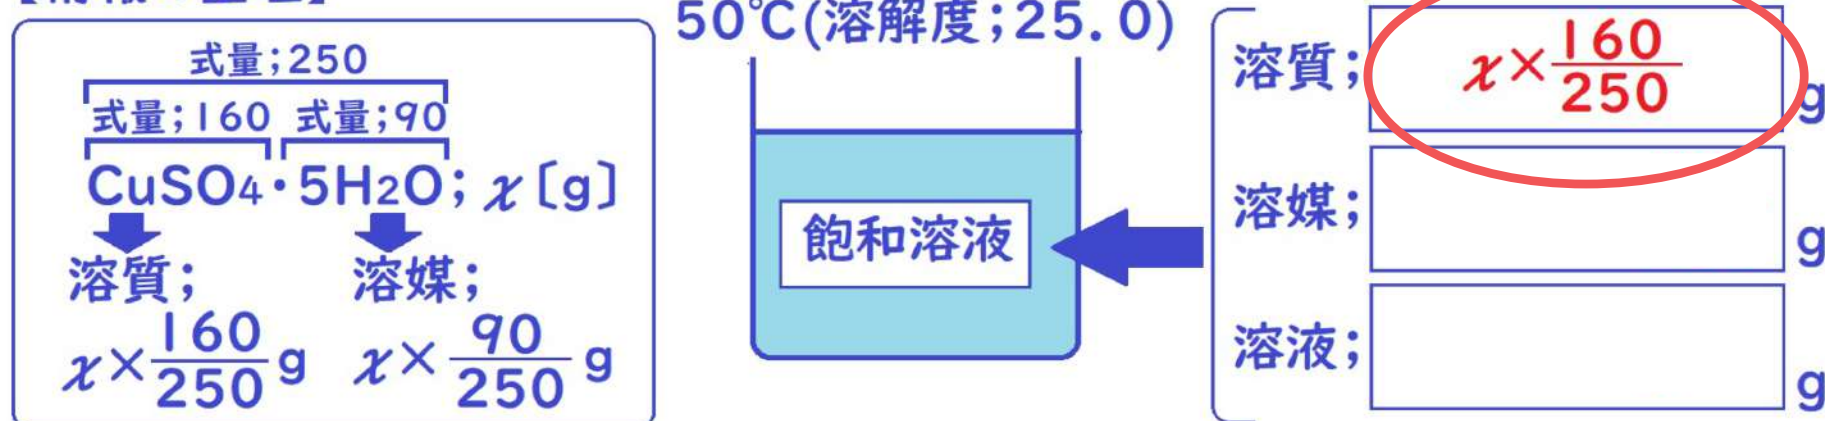 50℃(溶解度;25.0)
式量;250
式量;160 式量;90
CuSO4・5H2O; x〔g〕
溶質; 溶媒;
x×160/250 g x×90/250 g
飽和溶液
溶質; x×160/250 g
溶媒; g
溶液; g